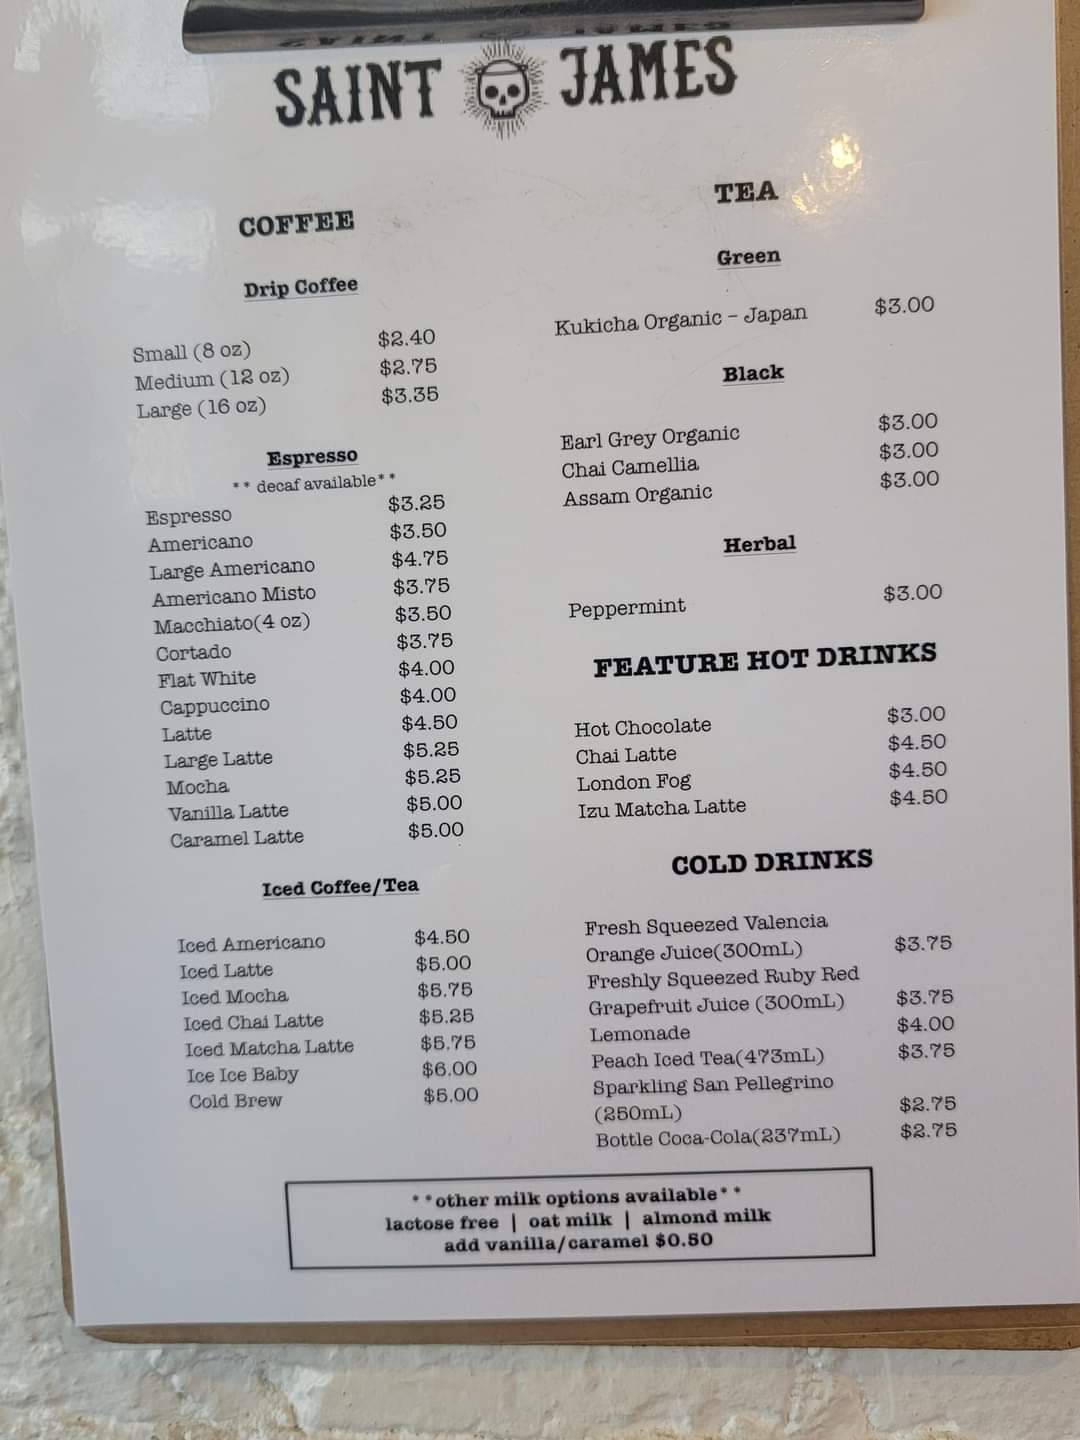 SAINT JAMES
COFFEE
Drip Coffee
Small (8 oz) $2.40
Medium (12 oz) $2.75
Large (16 oz) $3.35
Espresso
** decaf available**
Espresso $3.25
Americano $3.50
Large Americano $4.75
Americano Misto $3.75
Macchiato(4 oz) $3.50
Cortado $3.75
Flat White $4.00
Cappuccino $4.00
Latte $4.50
Large Latte $5.25
Mocha $5.25
Vanilla Latte $5.00
Caramel Latte $5.00
Iced Coffee/Tea
Iced Americano $4.50
Iced Latte $5.00
Iced Mocha $5.75
Iced Chai Latte $5.25
Iced Matcha Latte $5.75
Ice Ice Baby $6.00
Cold Brew $5.00
TEA
Green
Kukicha Organic – Japan $3.00
Black
Earl Grey Organic $3.00
Chai Camellia $3.00
Assam Organic $3.00
Herbal
Peppermint $3.00
FEATURE HOT DRINKS
Hot Chocolate $3.00
Chai Latte $4.50
London Fog $4.50
Izu Matcha Latte $4.50
COLD DRINKS
Fresh Squeezed Valencia
Orange Juice(300mL) $3.75
Freshly Squeezed Ruby Red
Grapefruit Juice (300mL) $3.75
Lemonade $4.00
Peach Iced Tea(473mL) $3.75
Sparkling San Pellegrino
(250mL) $2.75
Bottle Coca-Cola(237mL) $2.75
**other milk options available**
lactose free | oat milk | almond milk
add vanilla/caramel $0.50